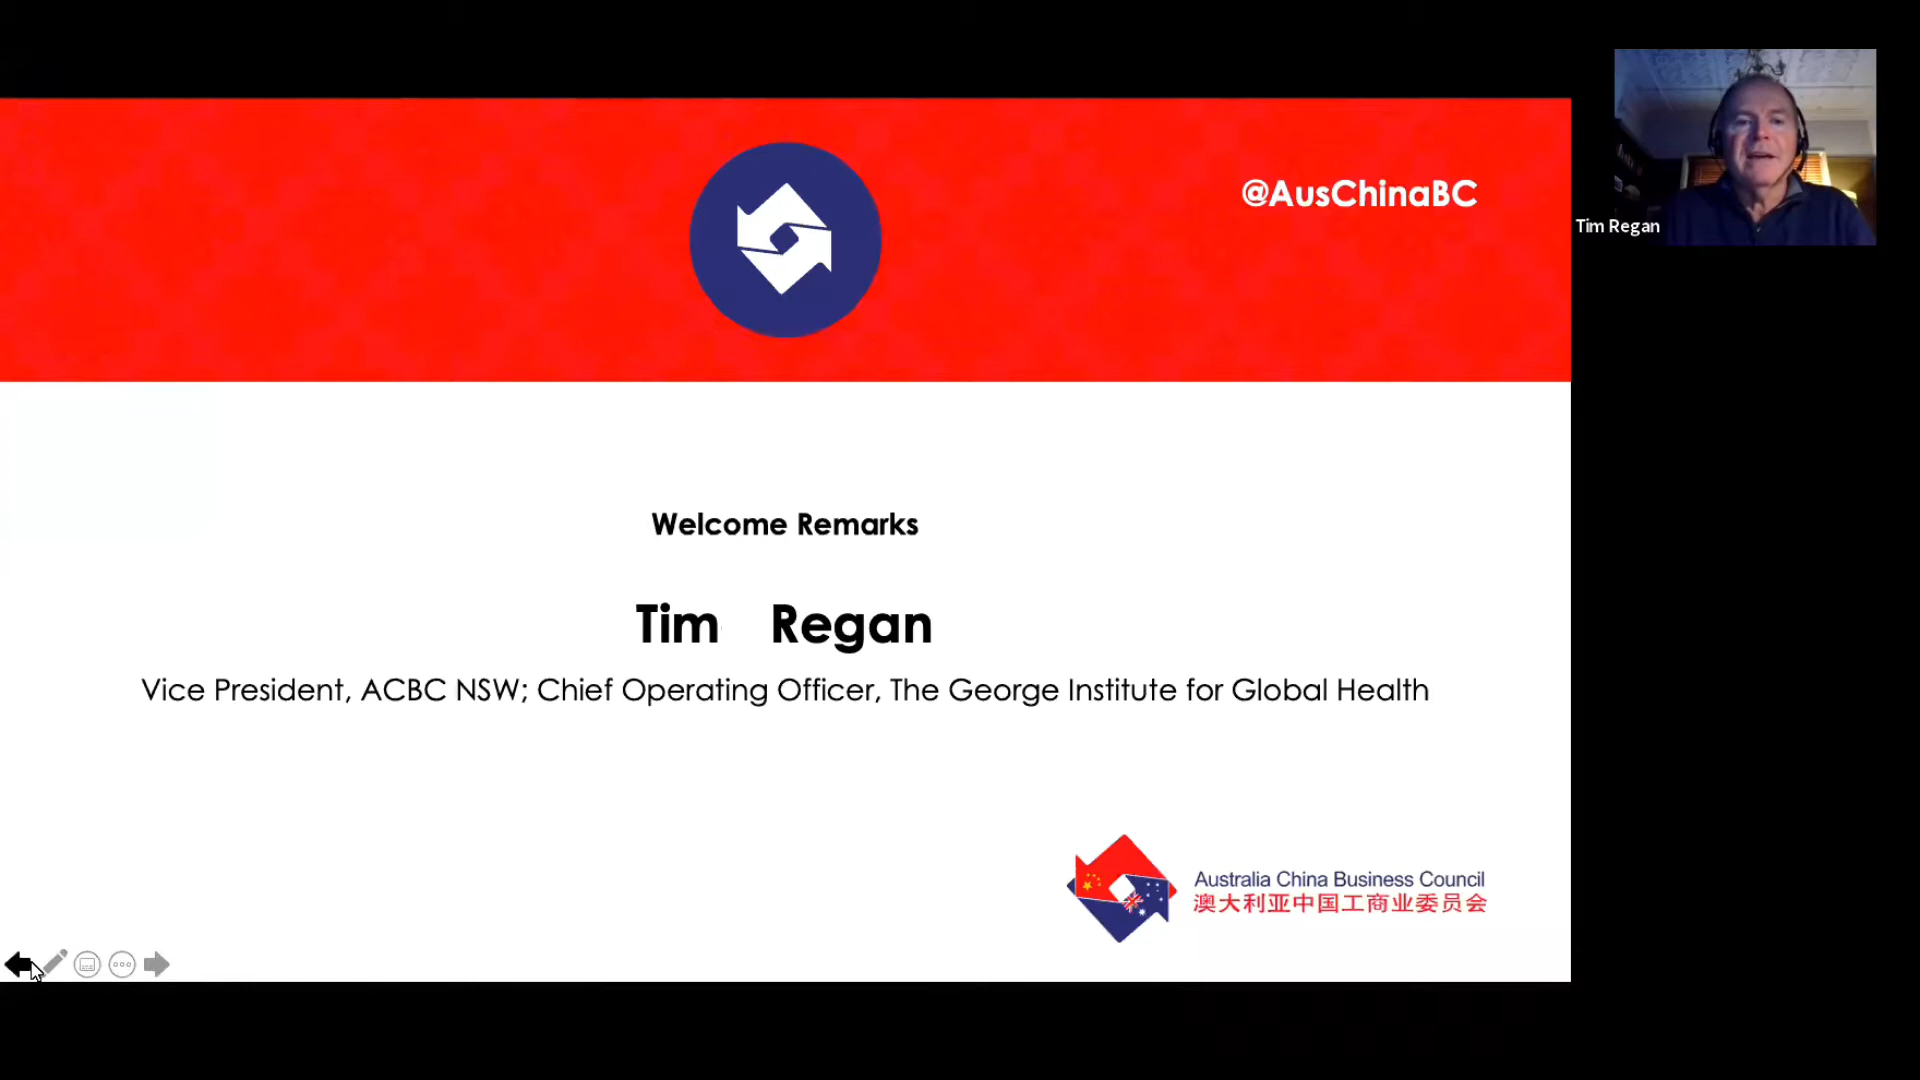 @AusChinaBC
Tim Regan
Welcome Remarks
Tim Regan
Vice President, ACBC NSW; Chief Operating Officer, The George Institute for Global Health
Australia China Business Council
澳大利亚中国工商业委员会